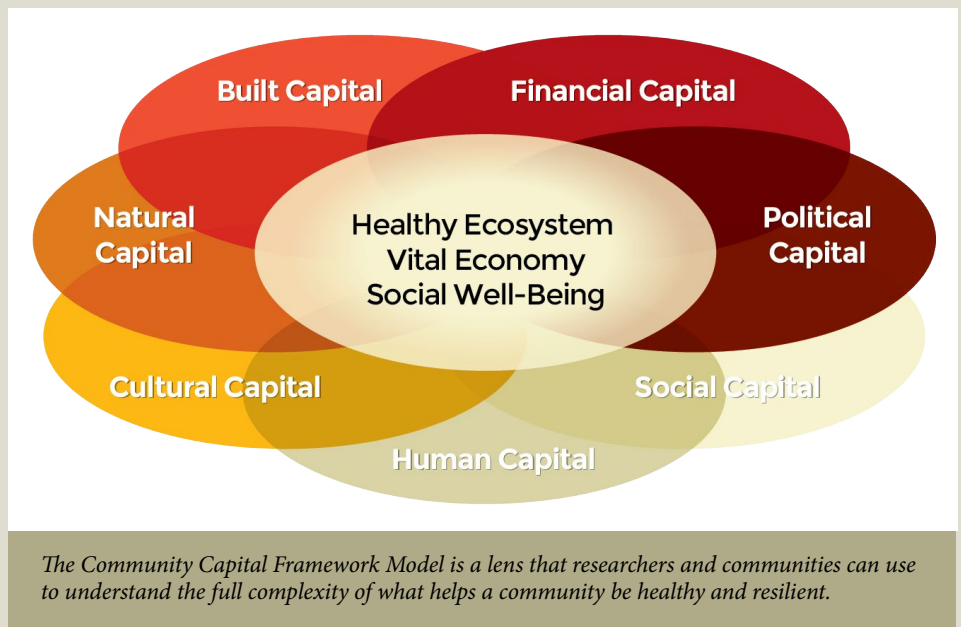 Built Capital
Financial Capital
Natural
Capital
Healthy Ecosystem
Vital Economy
Social Well-Being
Political
Capital
Cultural Capital
Social Capital
Human Capital
The Community Capital Framework Model is a lens that researchers and communities can use
to understand the full complexity of what helps a community be healthy and resilient.